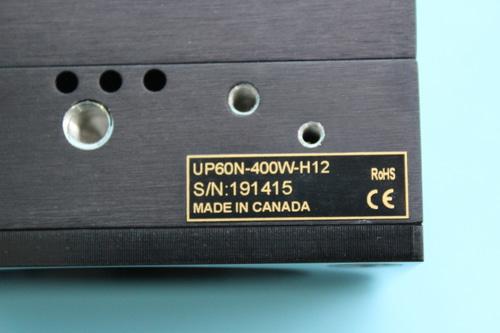 UP60N-400W-H12
S/N:191415
MADE IN CANADA
RoHS
CE